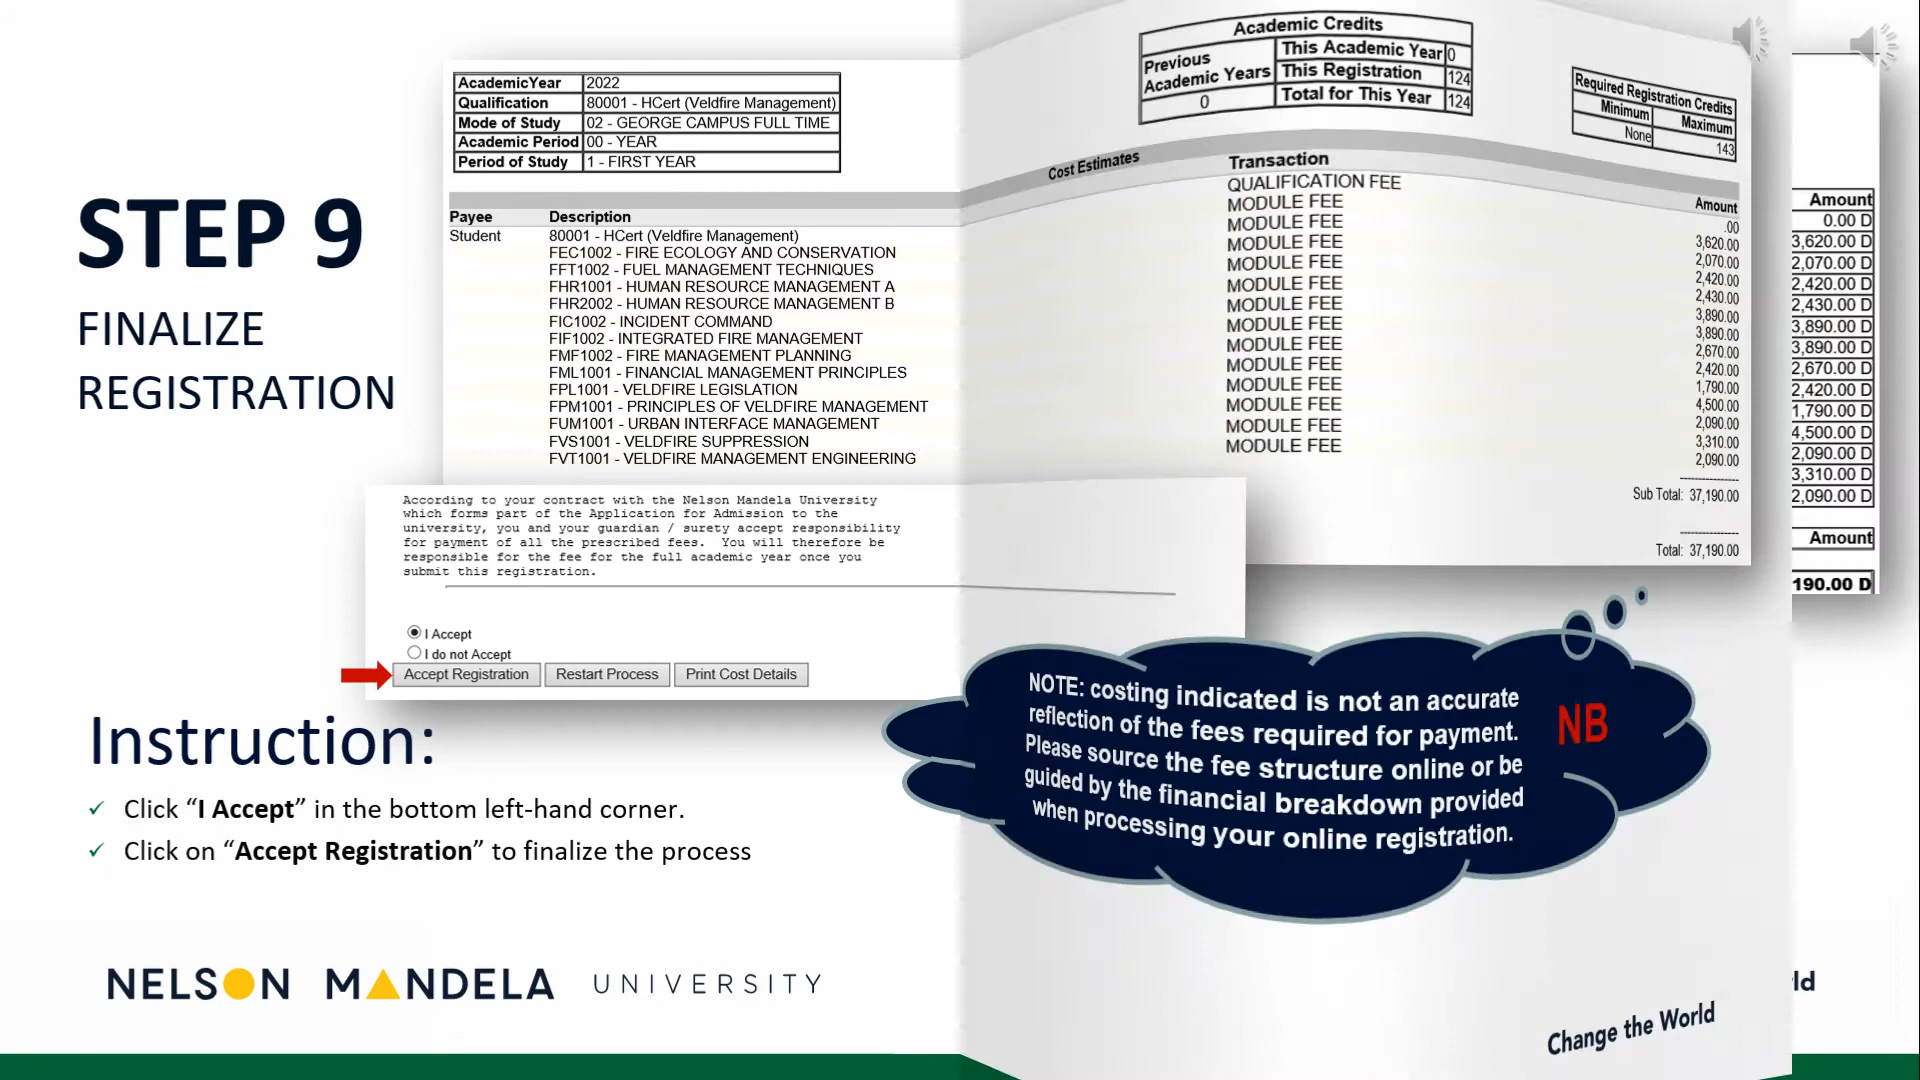 STEP 9
FINALIZE
REGISTRATION
AcademicYear 2022
Qualification 80001 - HCert (Veldfire Management)
Mode of Study 02 - GEORGE CAMPUS FULL TIME
Academic Period 00 - YEAR
Period of Study 1 - FIRST YEAR
Academic Credits
Previous Academic Years
0
This Academic Year 0
This Registration 124
Total for This Year 124
Required Registration Credits
Minimum Maximum
None 143
Cost Estimates
Payee Description Transaction Amount
Student 80001 - HCert (Veldfire Management) QUALIFICATION FEE .00
FEC1002 - FIRE ECOLOGY AND CONSERVATION MODULE FEE 3,620.00
FFT1002 - FUEL MANAGEMENT TECHNIQUES MODULE FEE 2,070.00
FHR1001 - HUMAN RESOURCE MANAGEMENT A MODULE FEE 2,420.00
FHR2002 - HUMAN RESOURCE MANAGEMENT B MODULE FEE 2,430.00
FIC1002 - INCIDENT COMMAND MODULE FEE 3,890.00
FIF1002 - INTEGRATED FIRE MANAGEMENT MODULE FEE 3,890.00
FMF1002 - FIRE MANAGEMENT PLANNING MODULE FEE 2,670.00
FML1001 - FINANCIAL MANAGEMENT PRINCIPLES MODULE FEE 2,420.00
FPL1001 - VELDFIRE LEGISLATION MODULE FEE 1,790.00
FPM1001 - PRINCIPLES OF VELDFIRE MANAGEMENT MODULE FEE 4,500.00
FUM1001 - URBAN INTERFACE MANAGEMENT MODULE FEE 2,090.00
FVS1001 - VELDFIRE SUPPRESSION MODULE FEE 3,310.00
FVT1001 - VELDFIRE MANAGEMENT ENGINEERING MODULE FEE 2,090.00
Sub Total: 37,190.00
Total: 37,190.00
Amount
0.00 D
3,620.00 D
2,070.00 D
2,420.00 D
2,430.00 D
3,890.00 D
3,890.00 D
2,670.00 D
2,420.00 D
1,790.00 D
4,500.00 D
2,090.00 D
3,310.00 D
2,090.00 D
Amount
190.00 D
According to your contract with the Nelson Mandela University
which forms part of the Application for Admission to the
university, you and your guardian / surety accept responsibility
for payment of all the prescribed fees. You will therefore be
responsible for the fee for the full academic year once you
submit this registration.
I Accept
I do not Accept
Accept Registration Restart Process Print Cost Details
NOTE: costing indicated is not an accurate
reflection of the fees required for payment.
Please source the fee structure online or be
guided by the financial breakdown provided
when processing your online registration.
NB
Instruction:
✓ Click “I Accept” in the bottom left-hand corner.
✓ Click on “Accept Registration” to finalize the process
NELSON MANDELA UNIVERSITY
Change the World
ld